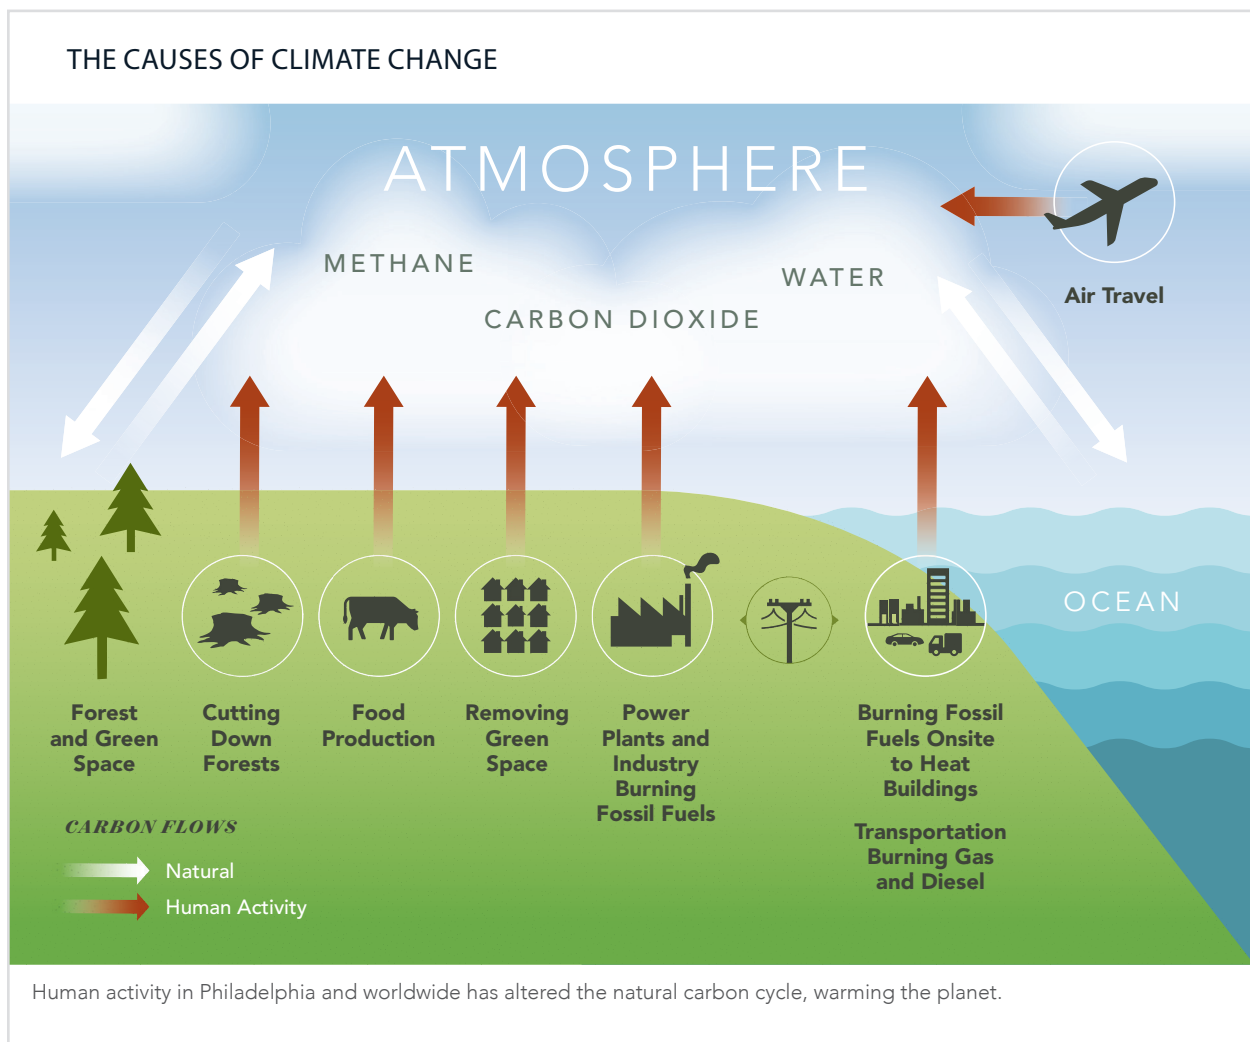 THE CAUSES OF CLIMATE CHANGE
ATMOSPHERE
METHANE
WATER
CARBON DIOXIDE
Air Travel
OCEAN
Forest
and Green
Space
Cutting
Down
Forests
Food
Production
Removing
Green
Space
Power
Plants and
Industry
Burning
Fossil Fuels
Burning Fossil
Fuels Onsite
to Heat
Buildings
Transportation
Burning Gas
and Diesel
CARBON FLOWS
Natural
Human Activity
Human activity in Philadelphia and worldwide has altered the natural carbon cycle, warming the planet.